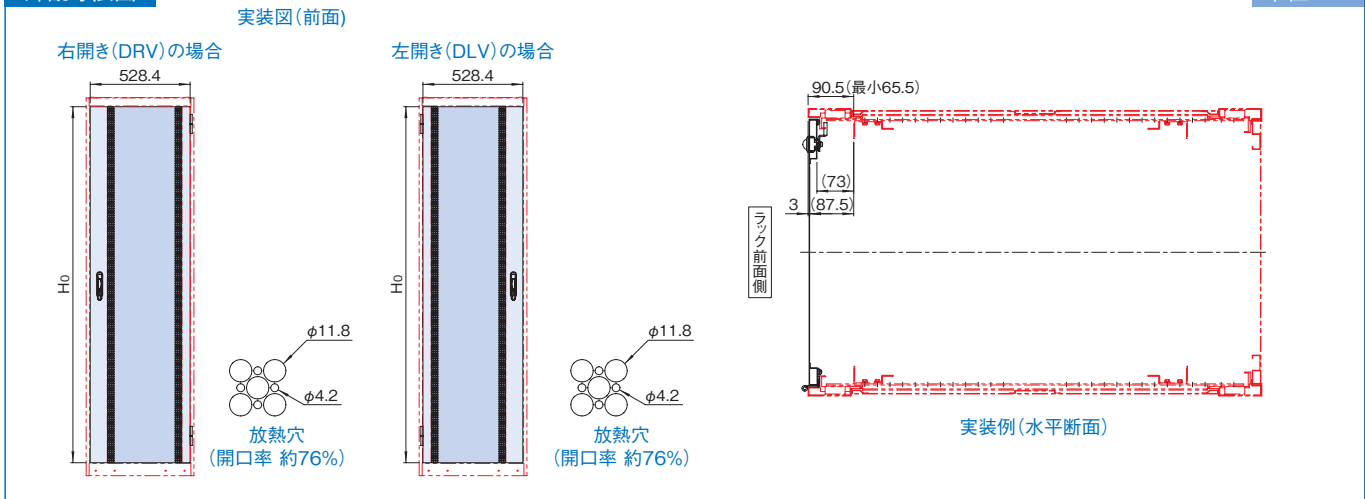 実装図(前面)
右開き(DRV)の場合
528.4
H0
φ11.8
φ4.2
放熱穴
(開口率 約76%)
左開き(DLV)の場合
528.4
H0
φ11.8
φ4.2
放熱穴
(開口率 約76%)
90.5(最小65.5)
(73)
3 (87.5)
ラック前面側
実装例(水平断面)